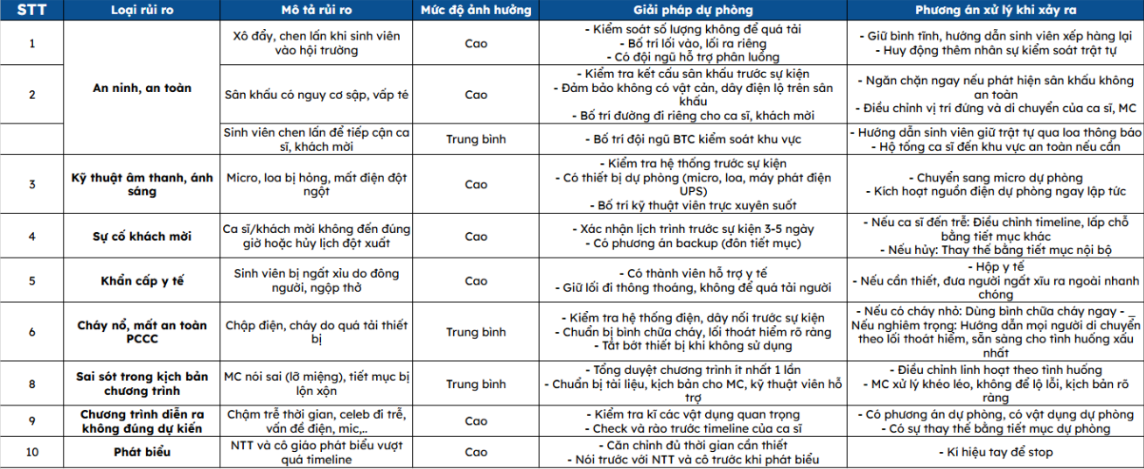 STT Loại rủi ro Mô tả rủi ro Mức độ ảnh hưởng Giải pháp dự phòng Phương án xử lý khi xảy ra
1
An ninh, an toàn
Xô đẩy, chen lấn khi sinh viên
vào hội trường
Cao
- Kiểm soát số lượng không để quá tải
- Bố trí lối vào, lối ra riêng
- Có đội ngũ hỗ trợ phân luồng
- Giữ bình tĩnh, hướng dẫn sinh viên xếp hàng lại
- Huy động thêm nhân sự kiểm soát trật tự
2
Sân khấu có nguy cơ sập, vấp té
Cao
- Kiểm tra kết cấu sân khấu trước sự kiện
- Đảm bảo không có vật cản, dây điện lộ trên sân
khấu
- Bố trí đường đi riêng cho ca sĩ, khách mời
- Ngăn chặn ngay nếu phát hiện sân khấu không
an toàn
- Điều chỉnh vị trí đứng và di chuyển của ca sĩ, MC
Sinh viên chen lấn để tiếp cận ca
sĩ, khách mời
Trung bình
- Bố trí đội ngũ BTC kiểm soát khu vực
- Hướng dẫn sinh viên giữ trật tự qua loa thông báo
- Hộ tống ca sĩ đến khu vực an toàn nếu cần
3
Kỹ thuật âm thanh, ánh
sáng
Micro, loa bị hỏng, mất điện đột
ngột
Cao
- Kiểm tra hệ thống trước sự kiện
- Có thiết bị dự phòng (micro, loa, máy phát điện
UPS)
- Bố trí kỹ thuật viên trực xuyên suốt
- Chuyển sang micro dự phòng
- Kích hoạt nguồn điện dự phòng ngay lập tức
4
Sự cố khách mời
Ca sĩ/khách mời không đến đúng
giờ hoặc hủy lịch đột xuất
Cao
- Xác nhận lịch trình trước sự kiện 3-5 ngày
- Có phương án backup (đôn tiết mục)
- Nếu ca sĩ đến trễ: Điều chỉnh timeline, lấp chỗ
bằng tiết mục khác
- Nếu hủy: Thay thế bằng tiết mục nội bộ
5
Khẩn cấp y tế
Sinh viên bị ngất xỉu do đông
người, ngộp thở
Cao
- Có thành viên hỗ trợ y tế
- Giữ lối đi thông thoáng, không để quá tải người
- Hộp y tế
- Nếu cần thiết, đưa người ngất xĩu ra ngoài nhanh
chóng
6
Cháy nổ, mất an toàn
PCCC
Chập điện, cháy do quá tải thiết
bị
Trung bình
- Kiểm tra hệ thống điện, dây nối trước sự kiện
- Chuẩn bị bình chữa cháy, lối thoát hiểm rõ ràng
- Tắt bớt thiết bị khi không sử dụng
- Nếu có cháy nhỏ: Dùng bình chữa cháy ngay - _
Nếu nghiêm trọng: Hướng dẫn mọi người di chuyển
theo lối thoát hiểm, sẵn sàng cho tình huống xấu
nhất
8
Sai sót trong kịch bản
chương trình
MC nói sai (lỡ miệng), tiết mục bị
lộn xộn
Trung bình
- Tổng duyệt chương trình ít nhất 1 lần
- Chuẩn bị tài liệu, kịch bản cho MC, kỹ thuật viên hỗ
trợ
- Điều chỉnh linh hoạt theo tình huống
- MC xử lý khéo léo, không để lộ lỗi, kịch bản rõ
ràng
9
Chương trình diễn ra
không đúng dự kiến
Chậm trễ thời gian, celeb đi trễ,
vấn đề điện, mic,..
Cao
- Kiểm tra kĩ các vật dụng quan trọng
- Check và rào trước timeline của ca sĩ
- Có phương án dự phòng, có vật dụng dự phòng
- Có sự thay thế bằng tiết mục dự phòng
10
Phát biểu
NTT và cô giáo phát biểu vượt
quá timeline
Cao
- Căn chỉnh đủ thời gian cần thiết
- Nói trước với NTT và cô trước khi phát biểu
- Kí hiệu tay để stop